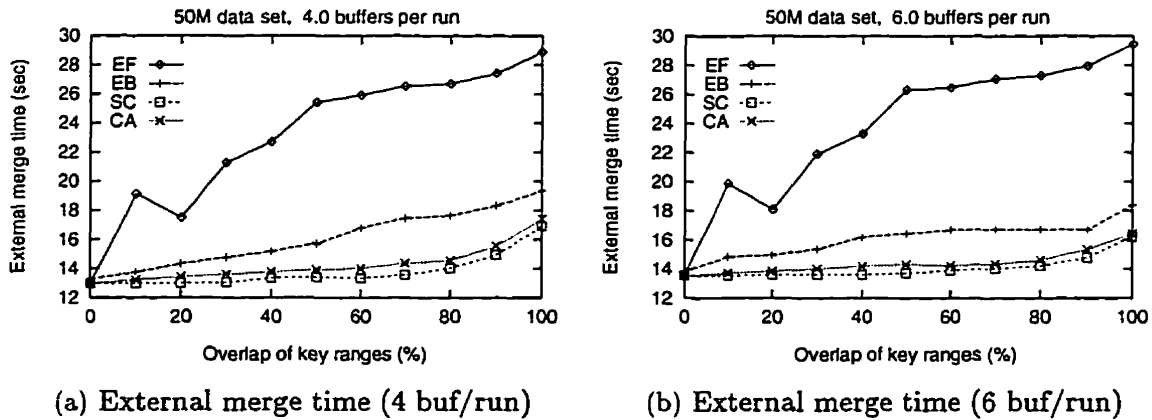 50M data set, 4.0 buffers per run
External merge time (sec)
30
28
26
24
22
20
18
16
14
12
EF
EB
SC
CA
0 20 40 60 80 100
Overlap of key ranges (%)
(a) External merge time (4 buf/run)
50M data set, 6.0 buffers per run
External merge time (sec)
30
28
26
24
22
20
18
16
14
12
EF
EB
SC
CA
0 20 40 60 80 100
Overlap of key ranges (%)
(b) External merge time (6 buf/run)